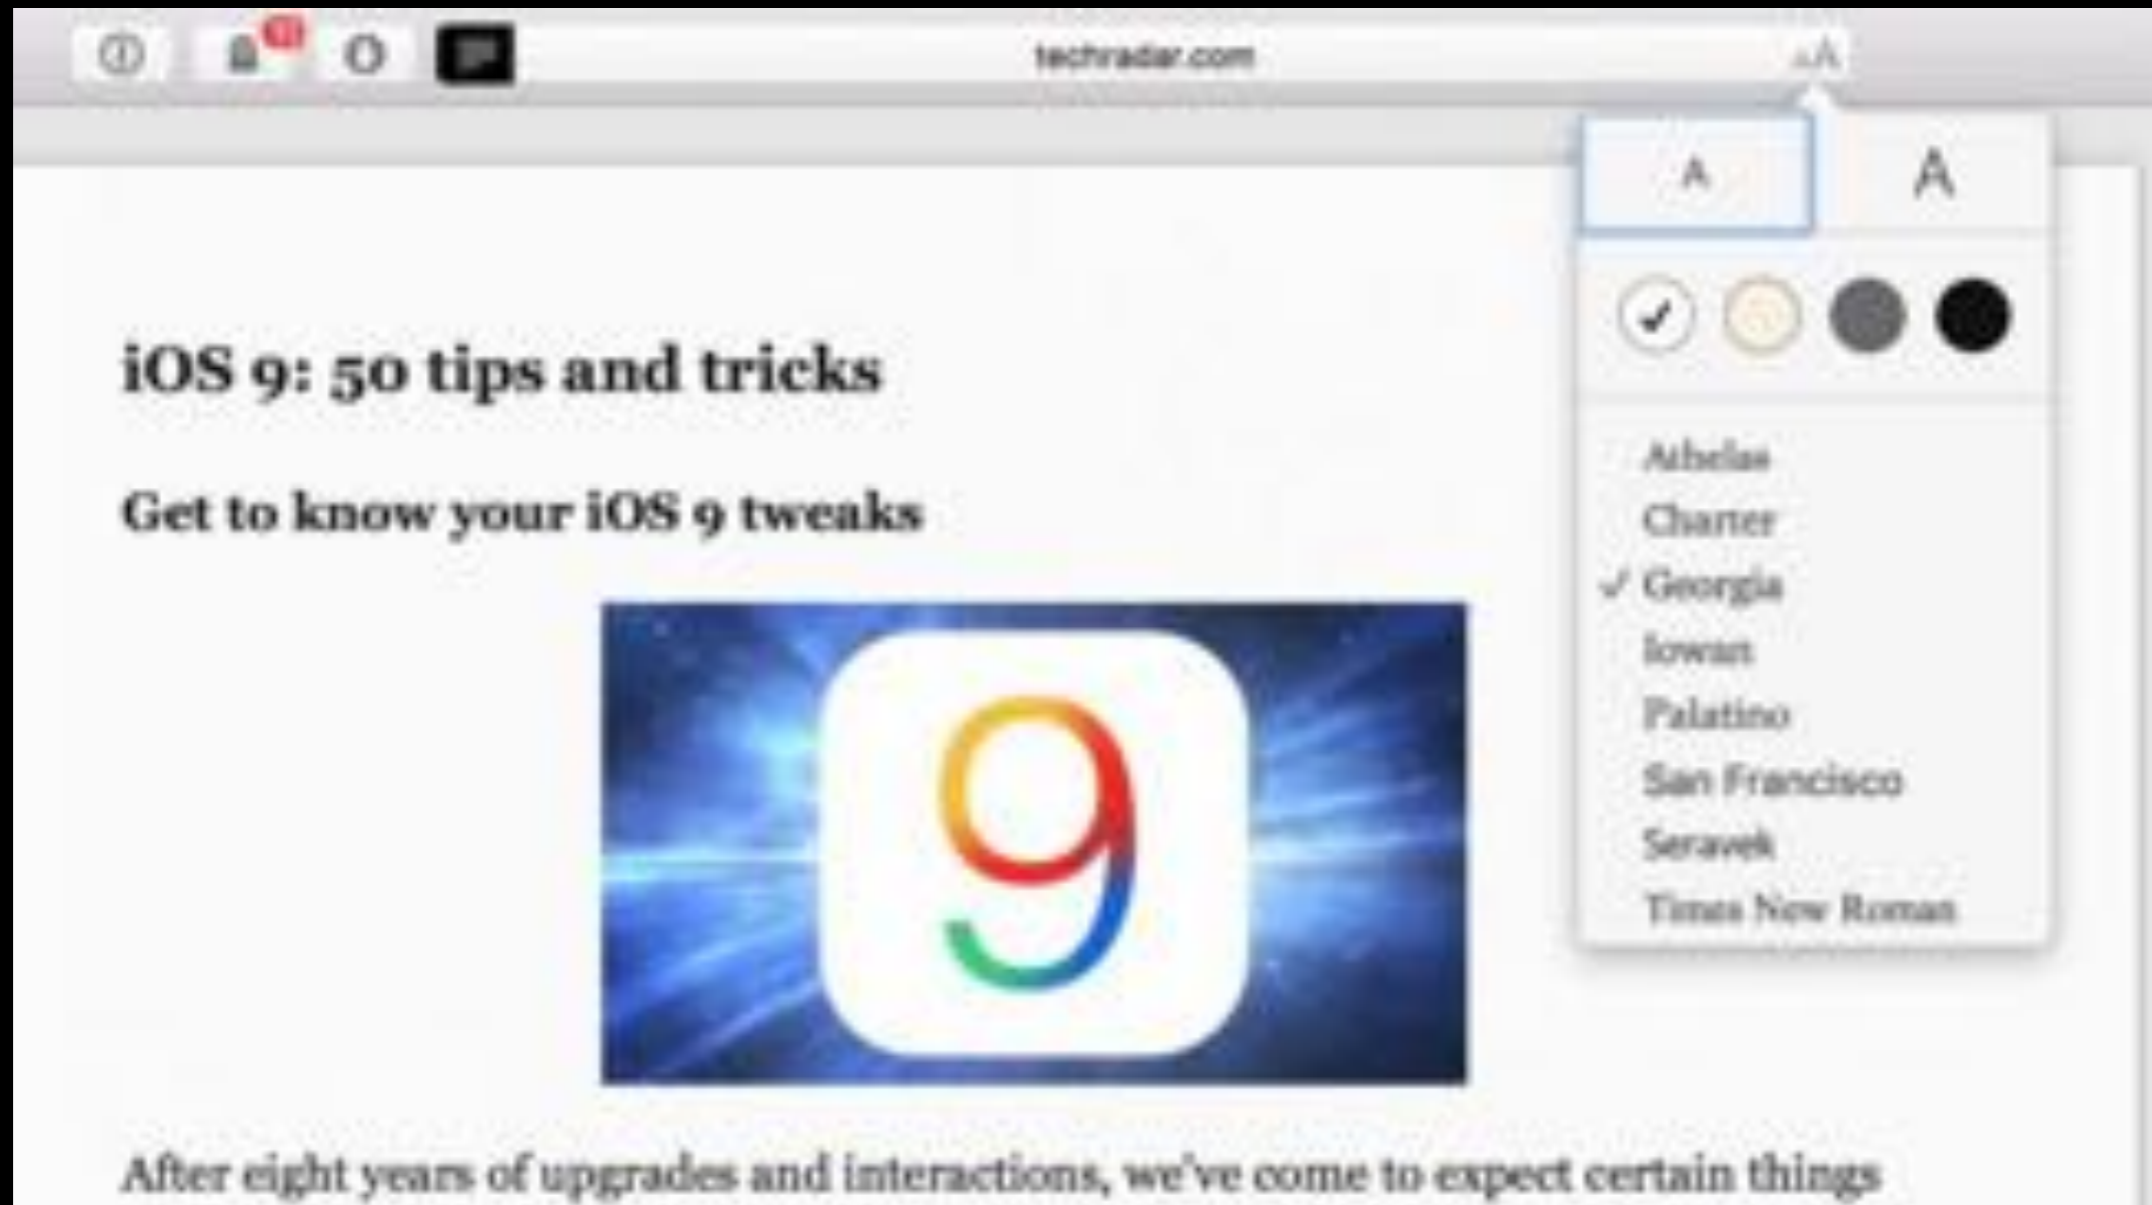 techradar.com
AA
A A
iOS 9: 50 tips and tricks
Get to know your iOS 9 tweaks
9
Athelas
Charter
✓ Georgia
Iowan
Palatino
San Francisco
Seravek
Times New Roman
After eight years of upgrades and interactions, we've come to expect certain things